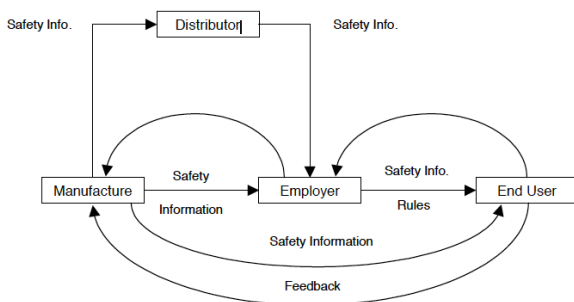 Safety Info.
Distributor
Safety Info.
Manufacture
Safety
Information
Employer
Safety Info.
Rules
End User
Safety Information
Feedback